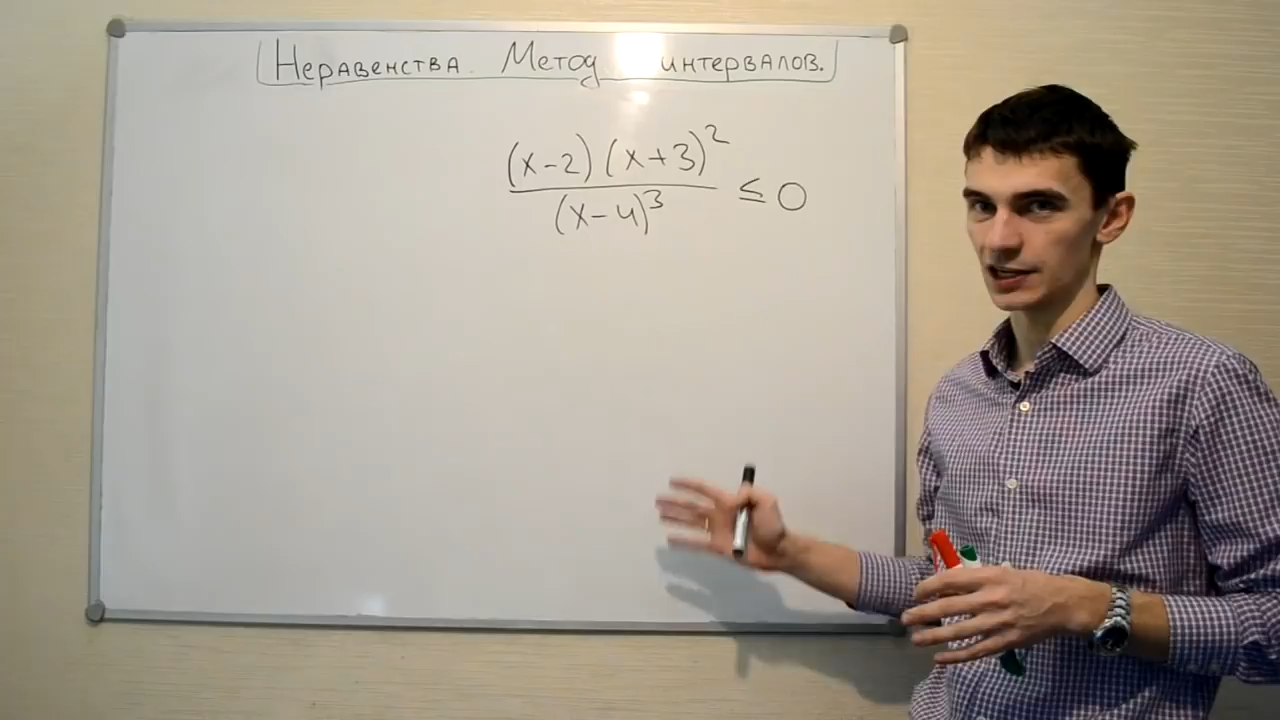 Неравенства. Метод интервалов.
(x-2)(x+3)²
(x-4)³
≤ 0